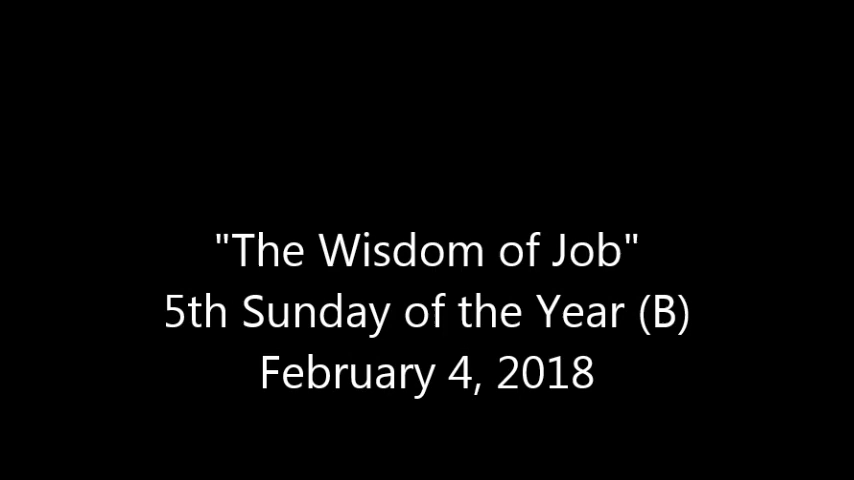 "The Wisdom of Job"
5th Sunday of the Year (B)
February 4, 2018